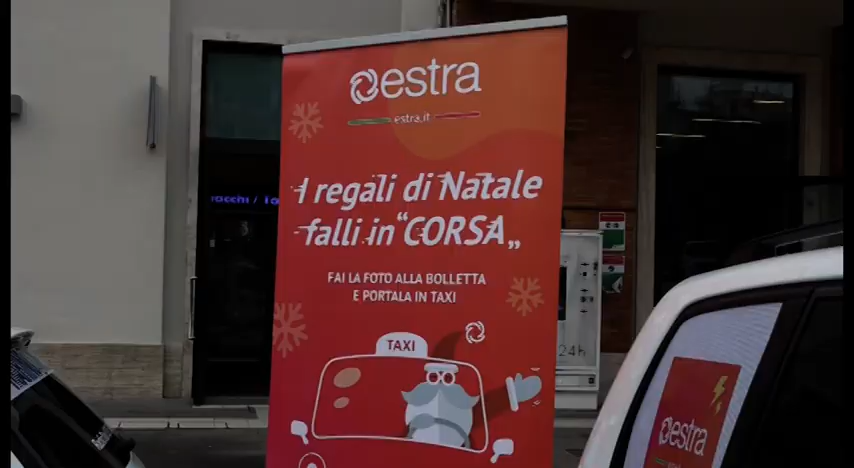 estra
estra.it
I regali di Natale
falli in "CORSA„
FAI LA FOTO ALLA BOLLETTA
E PORTALA IN TAXI
TAXI
24h
estra